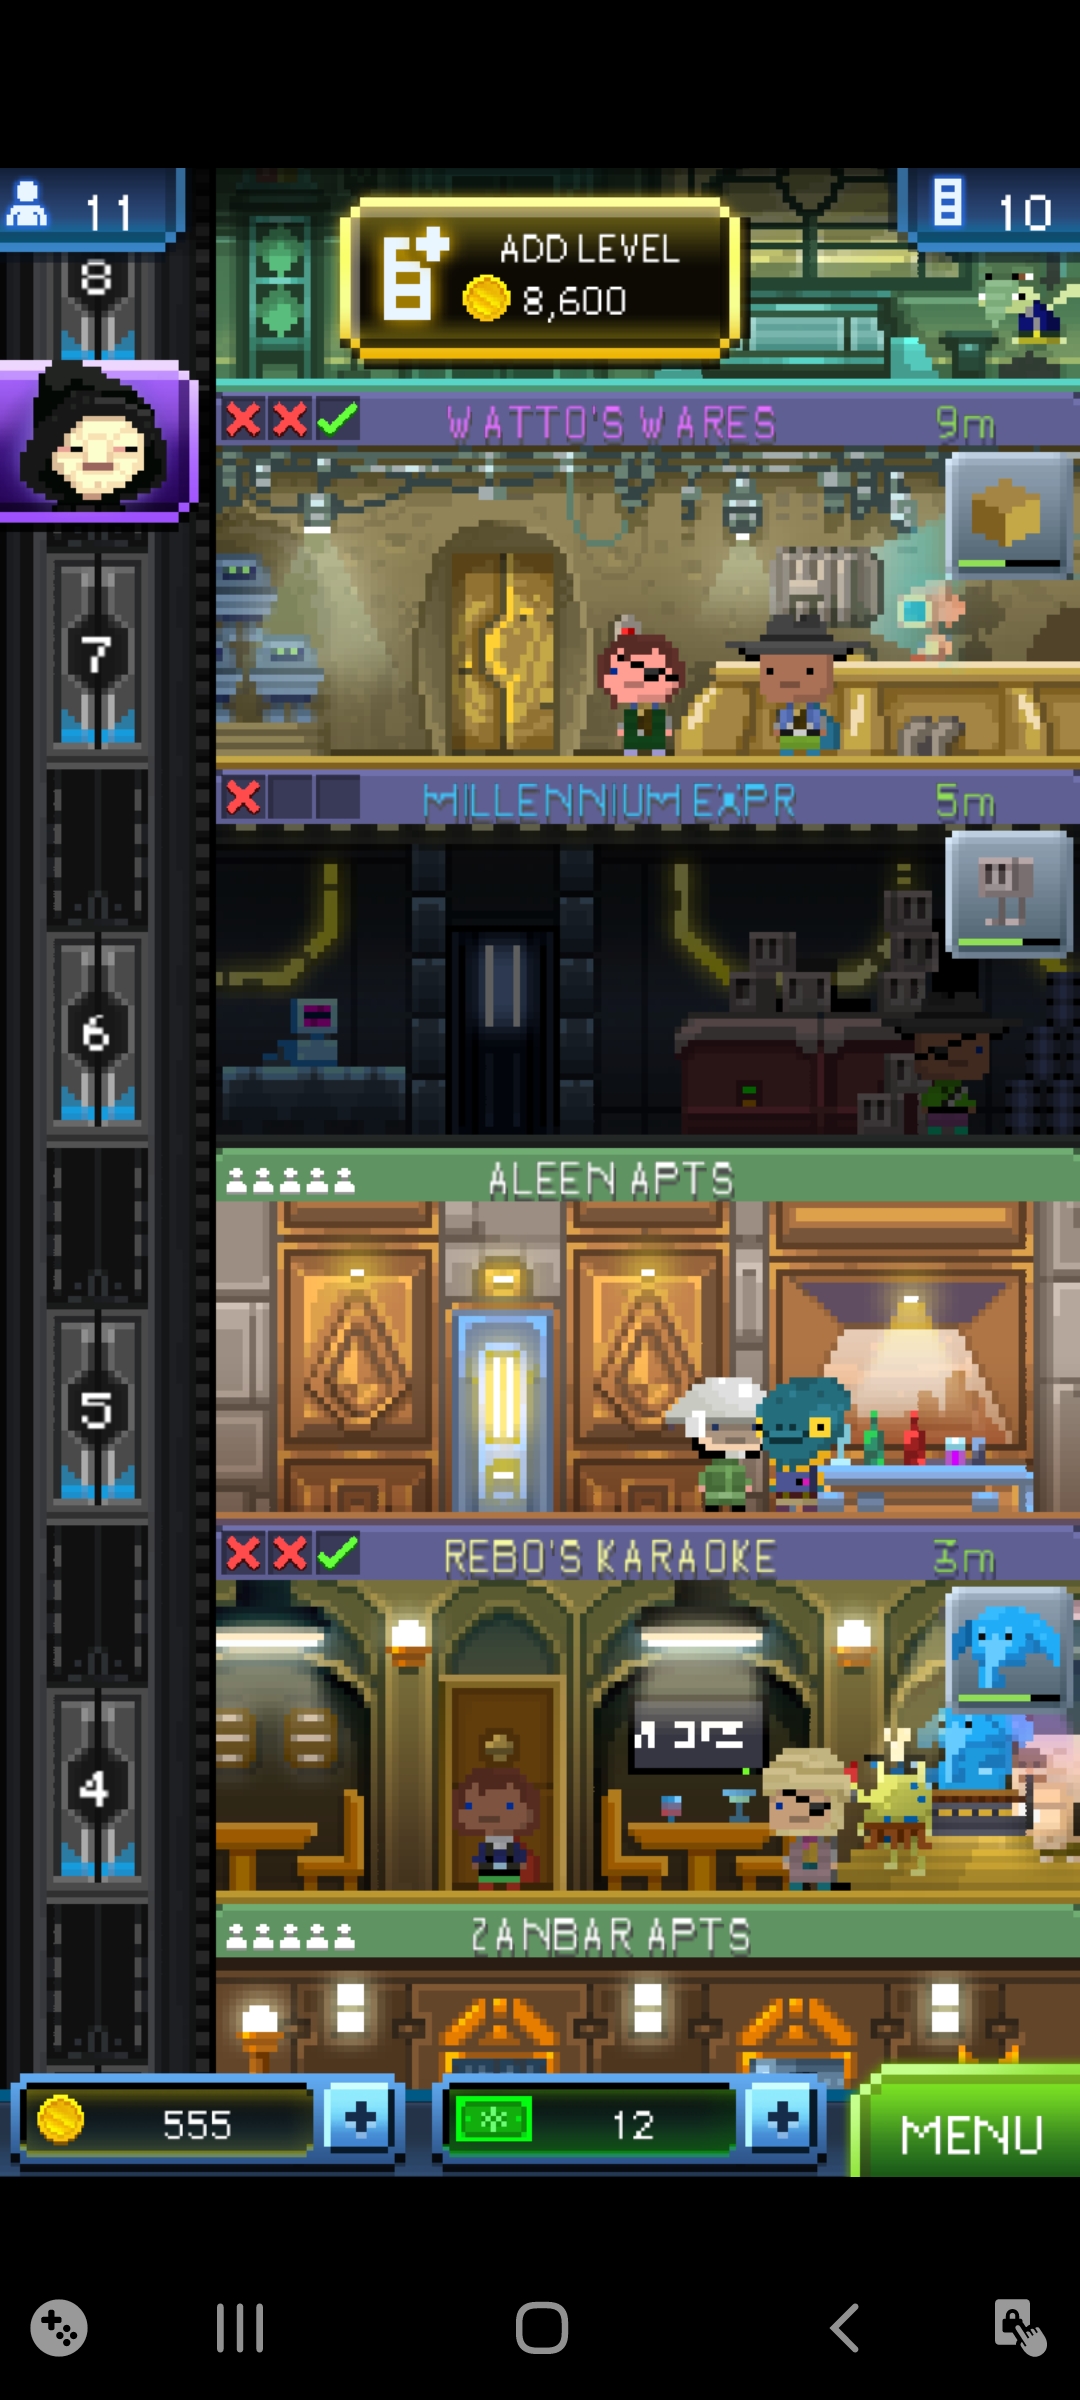 11
10
ADD LEVEL
8,600
8
WATTO'S WARES
9m
7
MILLENNIUM EXPR
5m
6
ALEEN APTS
5
REBO'S KARAOKE
3m
4
ZANBAR APTS
555
12
MENU